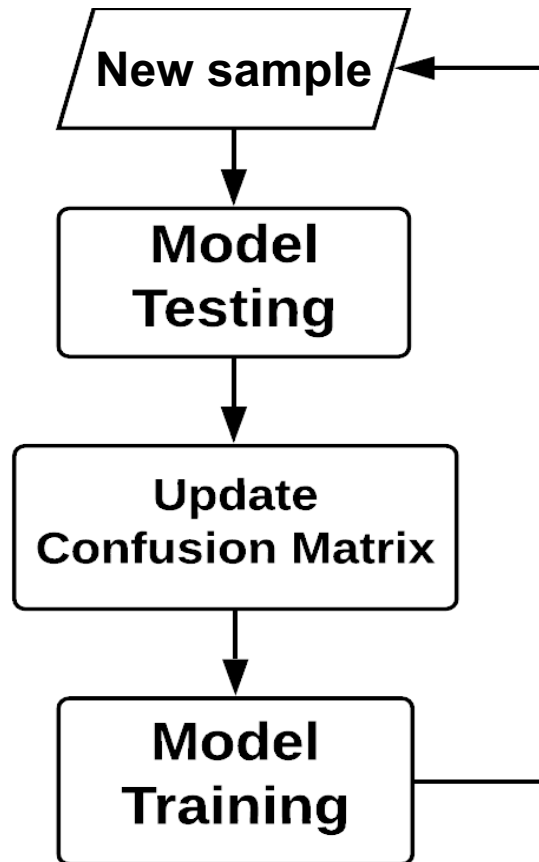 New sample
Model
Testing
Update
Confusion Matrix
Model
Training